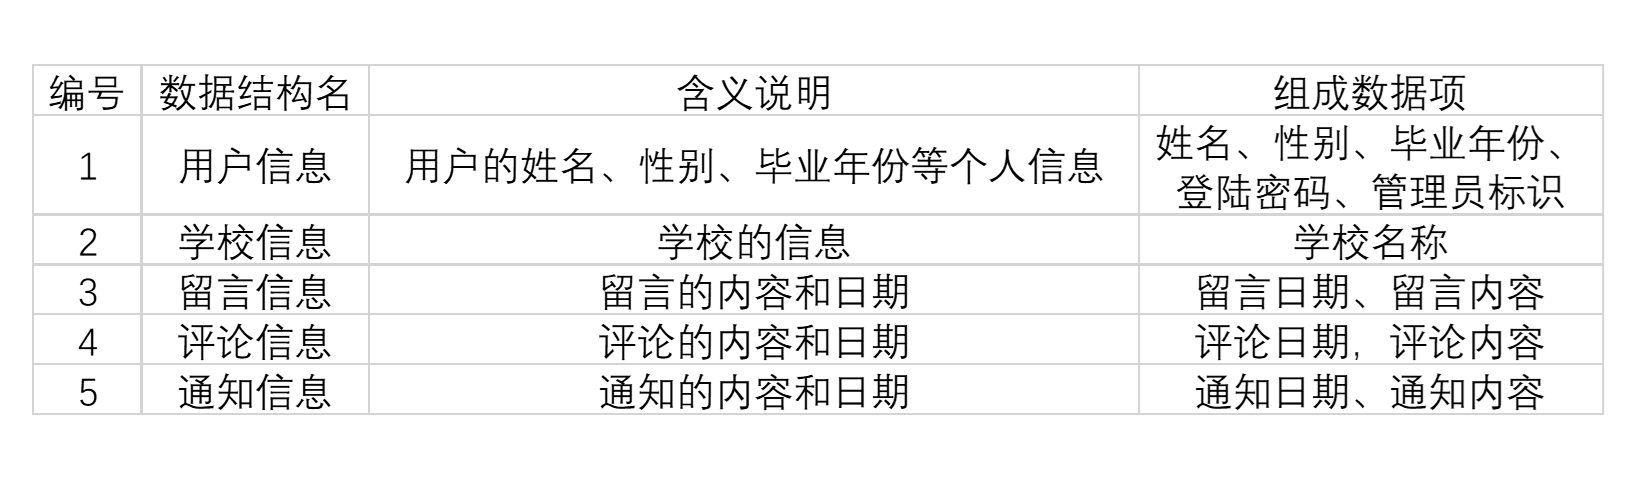 编号 数据结构名 含义说明 组成数据项
1 用户信息 用户的姓名、性别、毕业年份等个人信息 姓名、性别、毕业年份、
登陆密码、管理员标识
2 学校信息 学校的信息 学校名称
3 留言信息 留言的内容和日期 留言日期、留言内容
4 评论信息 评论的内容和日期 评论日期, 评论内容
5 通知信息 通知的内容和日期 通知日期、通知内容